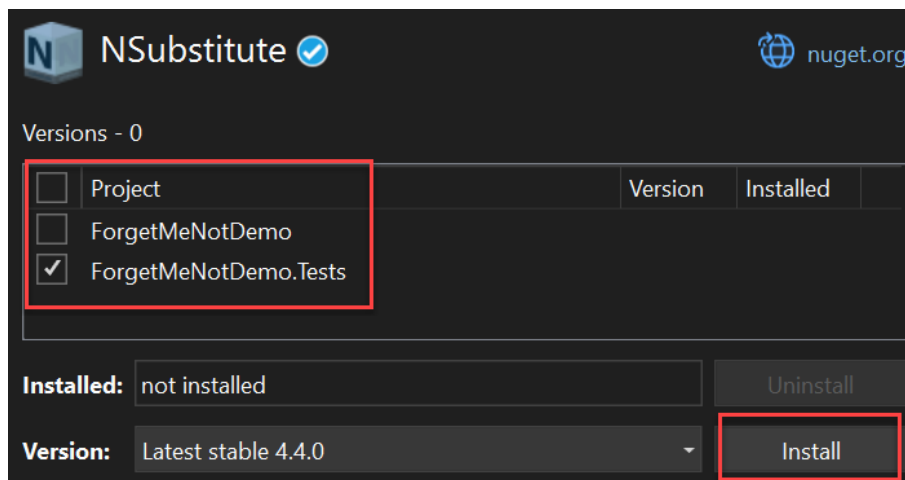 NSubstitute
nuget.org
Versions - 0
Project Version Installed
ForgetMeNotDemo
ForgetMeNotDemo.Tests
Installed: not installed Uninstall
Version: Latest stable 4.4.0 Install